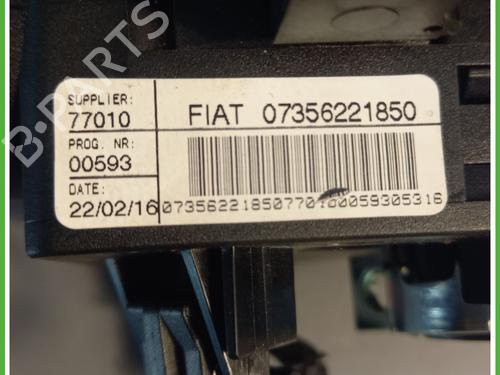 B-PARTS
SUPPLIER:
77010
FIAT 07356221850
PROG. NR:
00593
DATE:
22/02/16